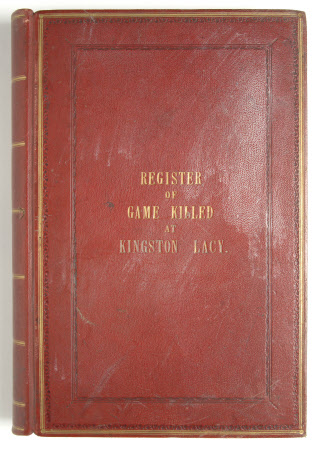 REGISTER
OF
GAME KILLED
AT
KINGSTON LACY.